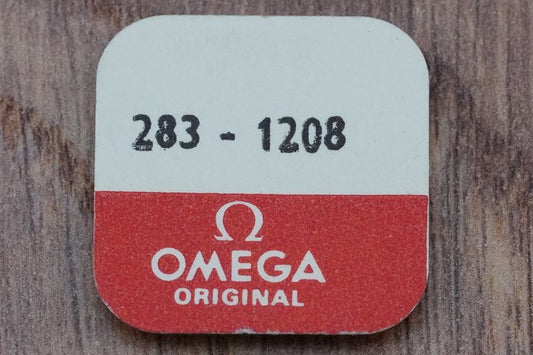 283 - 1208
Ω
OMEGA
ORIGINAL